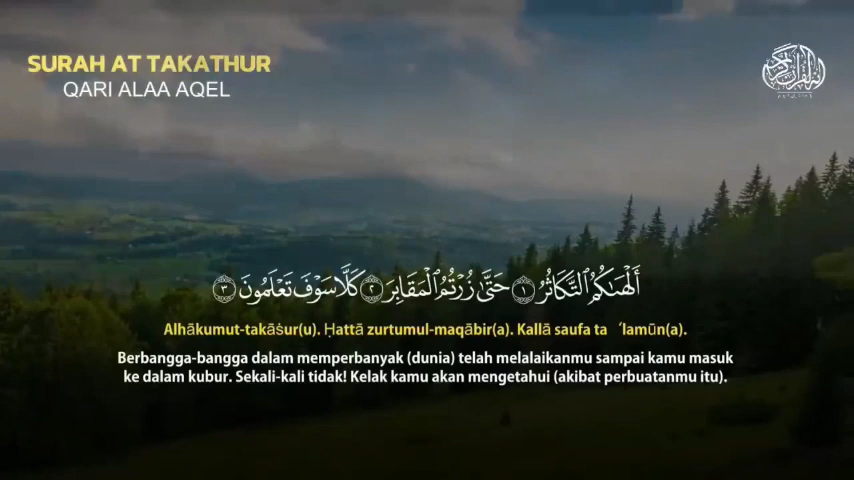 SURAH AT TAKATHUR
QARI ALAA AQEL
أَلْهَىٰكُمُ ٱلتَّكَاثُرُ ١ حَتَّىٰ زُرْتُمُ ٱلْمَقَابِرَ ٢ كَلَّا سَوْفَ تَعْلَمُونَ ٣
Alhākumut-takāṡur(u). Ḥattā zurtumul-maqābir(a). Kallā saufa ta‘lamūn(a).
Berbangga-bangga dalam memperbanyak (dunia) telah melalaikanmu sampai kamu masuk
ke dalam kubur. Sekali-kali tidak! Kelak kamu akan mengetahui (akibat perbuatanmu itu).